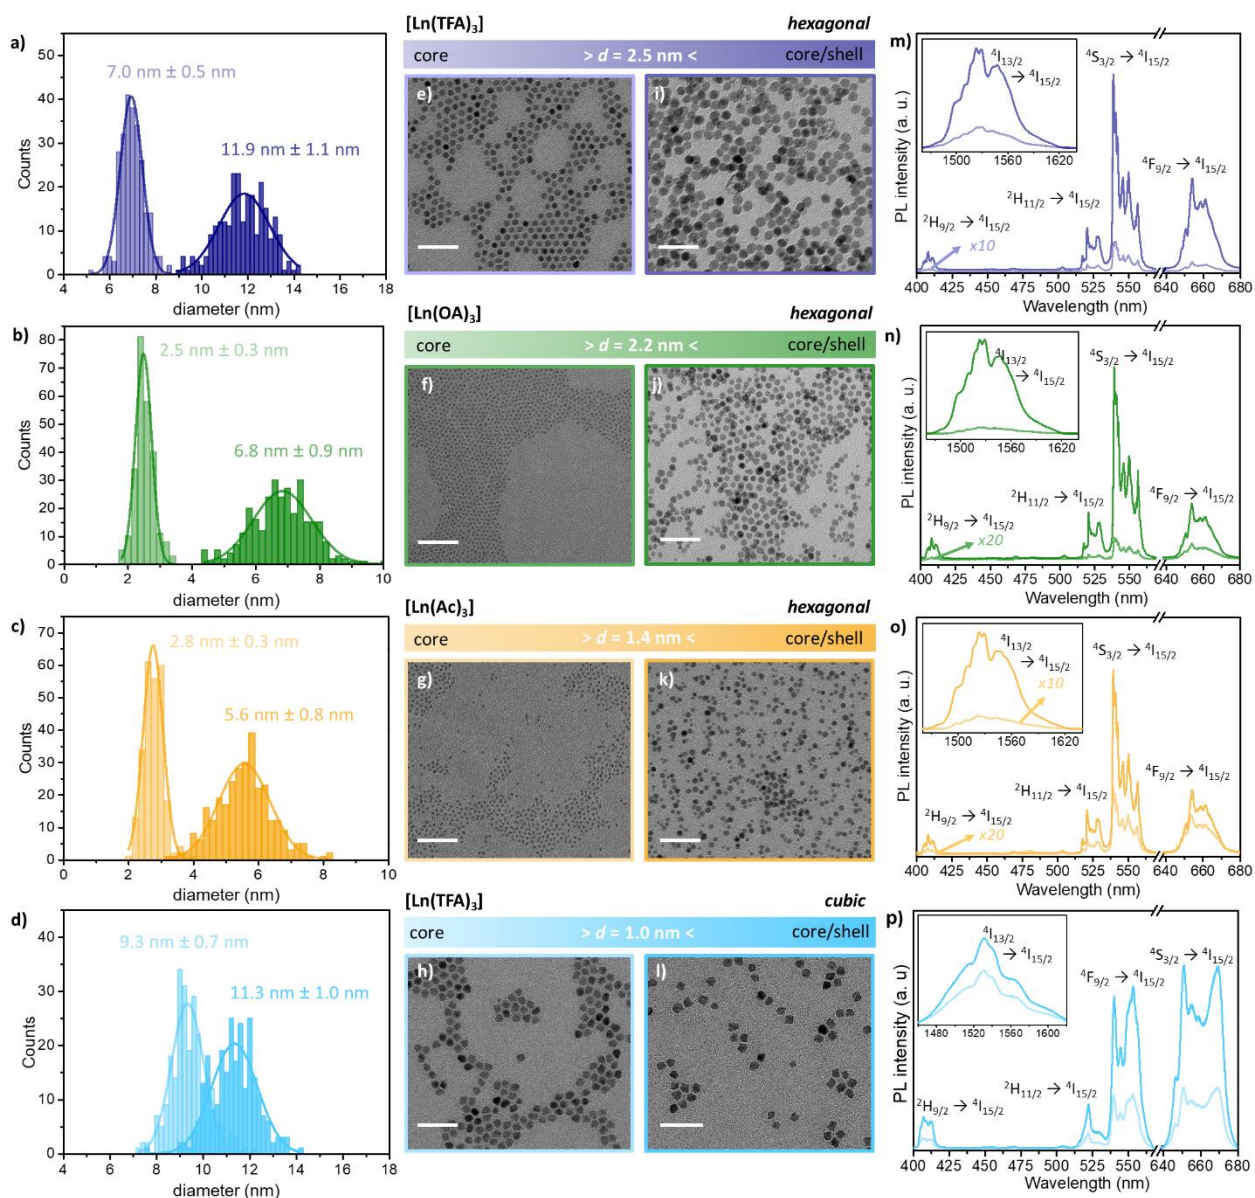 [Ln(TFA)₃] hexagonal
a)
50
40
30
20
10
0
Counts
7.0 nm ± 0.5 nm
11.9 nm ± 1.1 nm
4 6 8 10 12 14 16 18
diameter (nm)
core > d = 2.5 nm < core/shell
e)
i)
m)
⁴I₁₃/₂
→ ⁴I₁₅/₂
1500 1560 1620
⁴S₃/₂ → ⁴I₁₅/₂
⁴F₉/₂ → ⁴I₁₅/₂
²H₁₁/₂ → ⁴I₁₅/₂
²H₉/₂ → ⁴I₁₅/₂
x10
PL intensity (a. u.)
400 425 450 475 500 525 550 640 660 680
Wavelength (nm)
[Ln(OA)₃] hexagonal
b)
80
70
60
50
40
30
20
10
0
Counts
2.5 nm ± 0.3 nm
6.8 nm ± 0.9 nm
0 2 4 6 8 10
diameter (nm)
core > d = 2.2 nm < core/shell
f)
j)
n)
⁴I₁₃/₂
→ ⁴I₁₅/₂
1500 1560 1620
⁴S₃/₂ → ⁴I₁₅/₂
²H₁₁/₂ → ⁴I₁₅/₂
⁴F₉/₂ → ⁴I₁₅/₂
²H₉/₂ → ⁴I₁₅/₂
x20
PL intensity (a. u.)
400 425 450 475 500 525 550 640 660 680
Wavelength (nm)
[Ln(Ac)₃] hexagonal
c)
70
60
50
40
30
20
10
0
Counts
2.8 nm ± 0.3 nm
5.6 nm ± 0.8 nm
0 2 4 6 8 10
diameter (nm)
core > d = 1.4 nm < core/shell
g)
k)
o)
⁴I₁₃/₂
→ ⁴I₁₅/₂
x10
1500 1560 1620
⁴S₃/₂ → ⁴I₁₅/₂
⁴F₉/₂ → ⁴I₁₅/₂
²H₁₁/₂ → ⁴I₁₅/₂
²H₉/₂ → ⁴I₁₅/₂
x20
PL intensity (a. u.)
400 425 450 475 500 525 550 640 660 680
Wavelength (nm)
[Ln(TFA)₃] cubic
d)
40
30
20
10
0
Counts
9.3 nm ± 0.7 nm
11.3 nm ± 1.0 nm
4 6 8 10 12 14 16 18
diameter (nm)
core > d = 1.0 nm < core/shell
h)
l)
p)
⁴I₁₃/₂
→ ⁴I₁₅/₂
1480 1520 1560 1600
⁴S₃/₂ → ⁴I₁₅/₂
⁴F₉/₂ → ⁴I₁₅/₂
²H₁₁/₂ → ⁴I₁₅/₂
²H₉/₂ → ⁴I₁₅/₂
PL intensity (a. u)
400 425 450 475 500 525 550 640 660 680
Wavelength (nm)